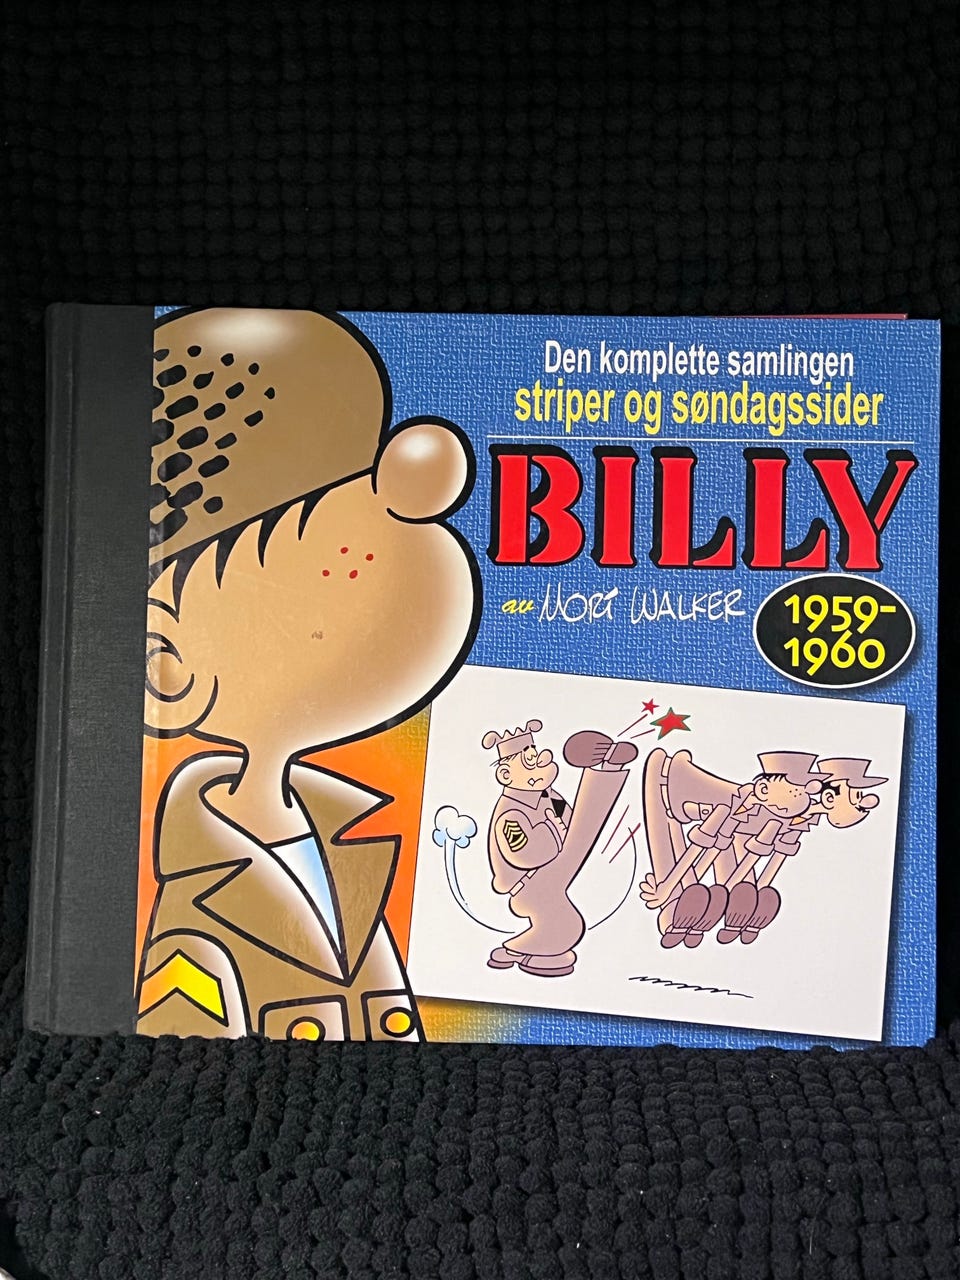 Den komplette samlingen
striper og søndagssider
BILLY
av MORT WALKER
1959-
1960